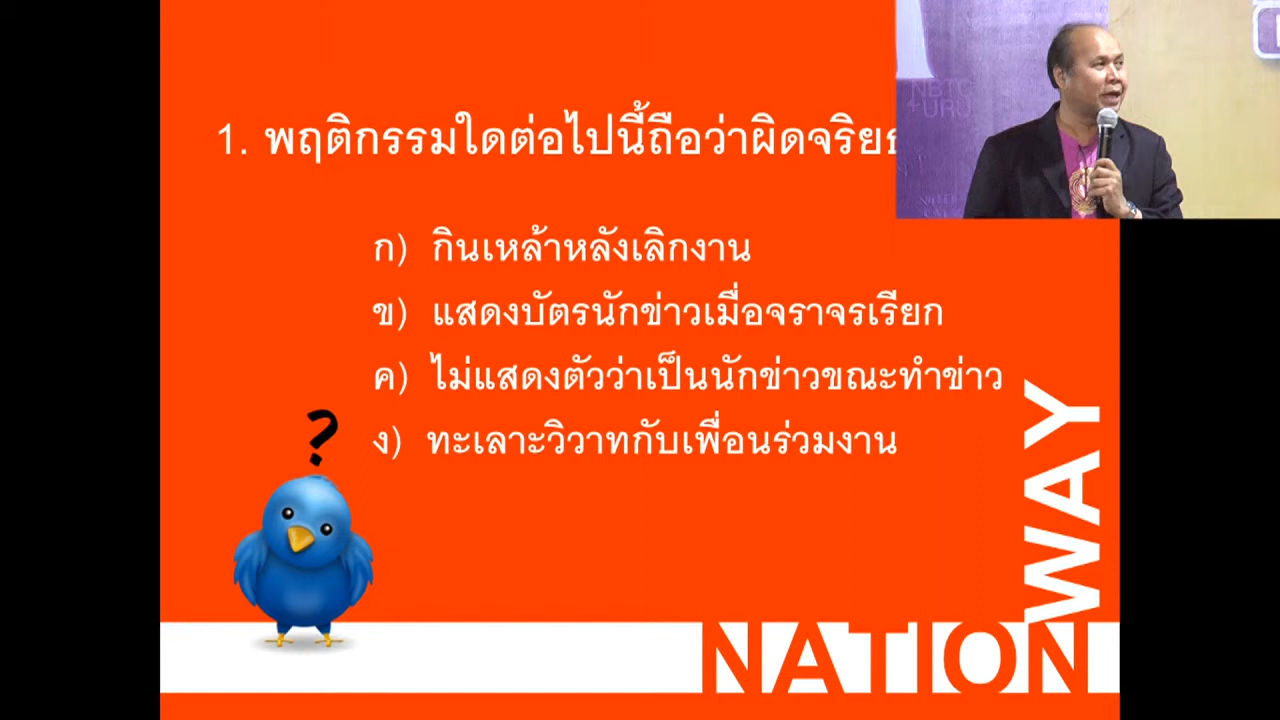 1. พฤติกรรมใดต่อไปนี้ถือว่าผิด
ก) กินเหล้าหลังเลิกงาน
ข) แสดงบัตรนักข่าวเมื่อจราจรเรียก
ค) ไม่แสดงตัวว่าเป็นนักข่าวขณะทำข่าว
ง) ทะเลาะวิวาทกับเพื่อนร่วมงาน
?
WAY
NATION
NBTC
+URU